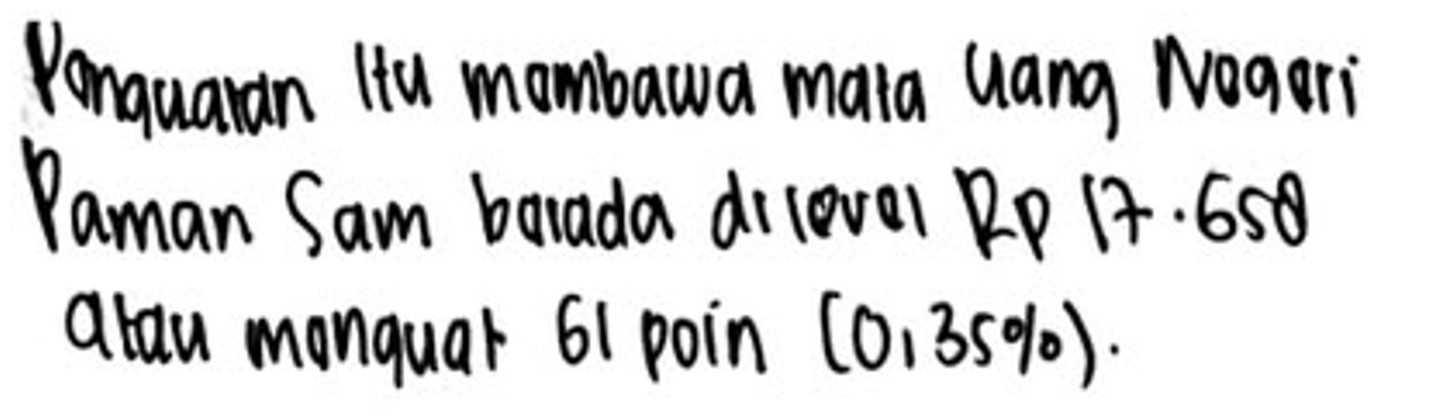 Penguatan itu membawa mata uang Negeri
Paman Sam berada di level Rp 17.658
atau menguat 61 poin (0,35%).